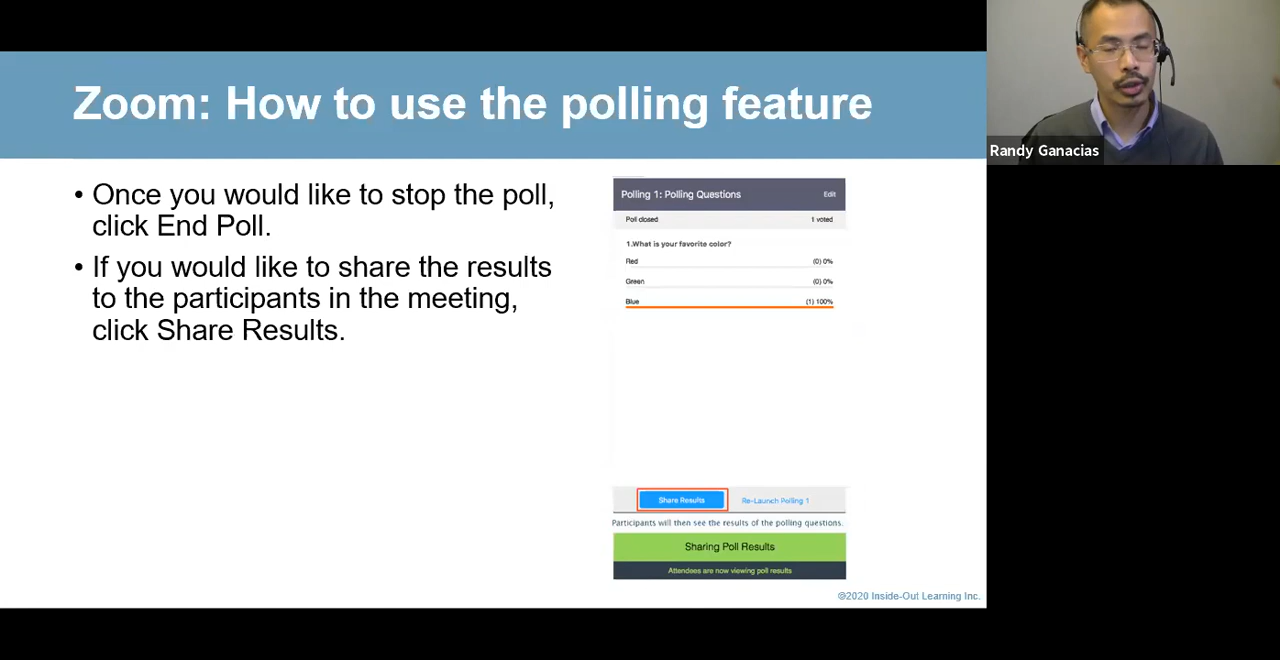 Zoom: How to use the polling feature
• Once you would like to stop the poll,
click End Poll.
• If you would like to share the results
to the participants in the meeting,
click Share Results.
Polling 1: Polling Questions Edit
Poll closed 1 voted
1.What is your favorite color?
Red (0) 0%
Green (0) 0%
Blue (1) 100%
Share Results Re-Launch Polling 1
Participants will then see the results of the polling questions.
Sharing Poll Results
Attendees are now viewing poll results
©2020 Inside-Out Learning Inc.
Randy Ganacias